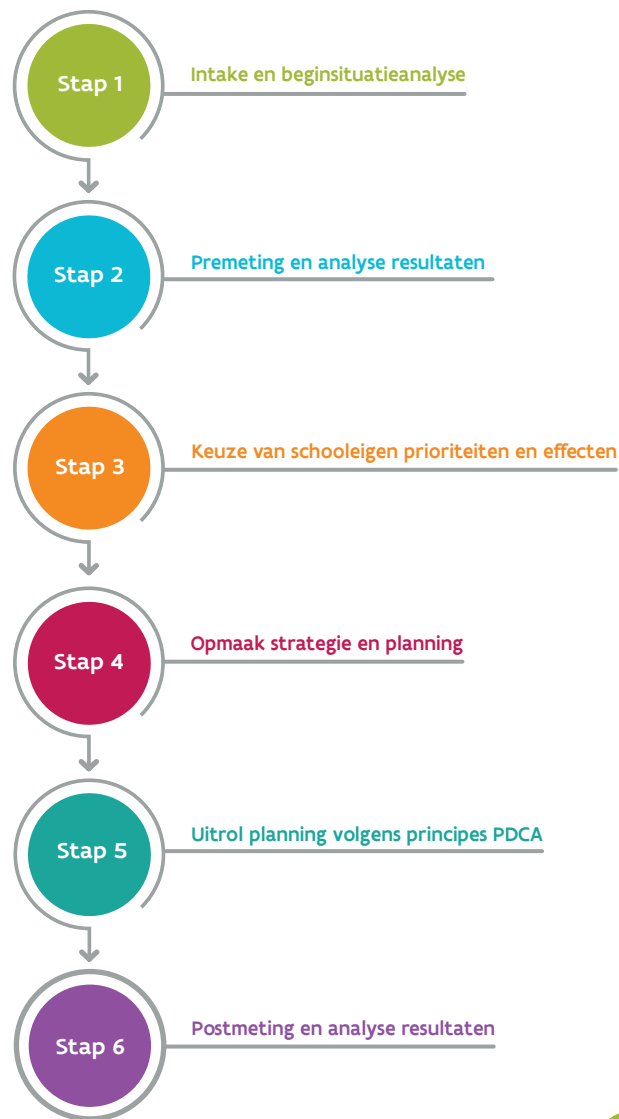 Stap 1
Intake en beginsituatieanalyse
Stap 2
Premeting en analyse resultaten
Stap 3
Keuze van schooleigen prioriteiten en effecten
Stap 4
Opmaak strategie en planning
Stap 5
Uitrol planning volgens principes PDCA
Stap 6
Postmeting en analyse resultaten